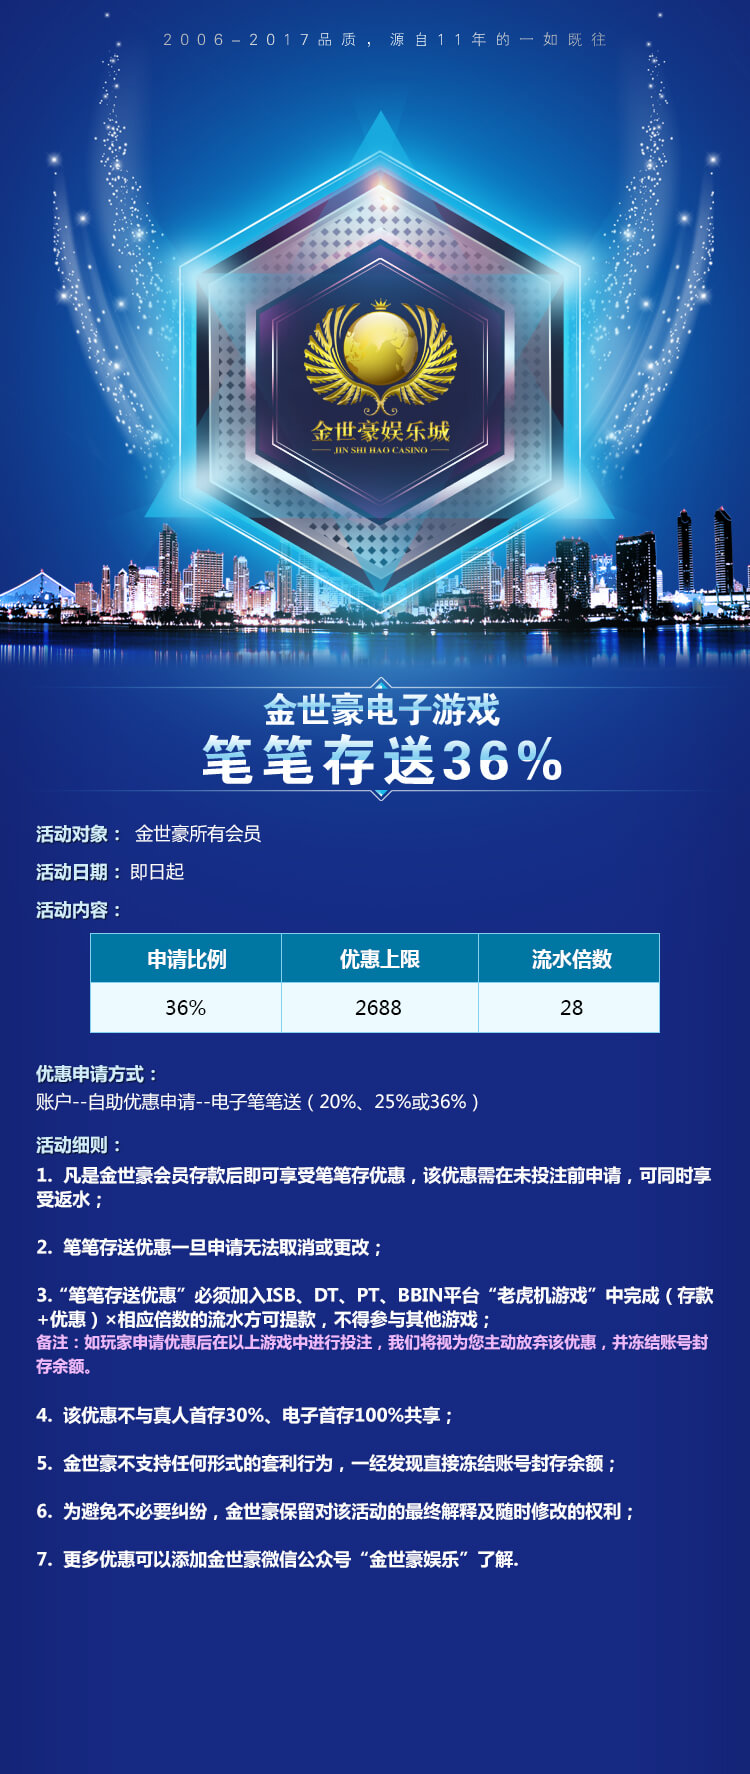 2006-2017品质，源自11年的一如既往
金世豪娱乐城
JIN SHI HAO CASINO
金世豪电子游戏
笔笔存送36%
活动对象： 金世豪所有会员
活动日期：即日起
活动内容：
申请比例 优惠上限 流水倍数
36% 2688 28
优惠申请方式：
账户--自助优惠申请--电子笔笔送（20%、25%或36%）
活动细则：
1. 凡是金世豪会员存款后即可享受笔笔存优惠，该优惠需在未投注前申请，可同时享
受返水；
2. 笔笔存送优惠一旦申请无法取消或更改；
3.“笔笔存送优惠”必须加入ISB、DT、PT、BBIN平台“老虎机游戏”中完成（存款
+优惠）×相应倍数的流水方可提款，不得参与其他游戏；
备注：如玩家申请优惠后在以上游戏中进行投注，我们将视为您主动放弃该优惠，并冻结账号封
存余额。
4. 该优惠不与真人首存30%、电子首存100%共享；
5. 金世豪不支持任何形式的套利行为，一经发现直接冻结账号封存余额；
6. 为避免不必要纠纷，金世豪保留对该活动的最终解释及随时修改的权利；
7. 更多优惠可以添加金世豪微信公众号“金世豪娱乐”了解.